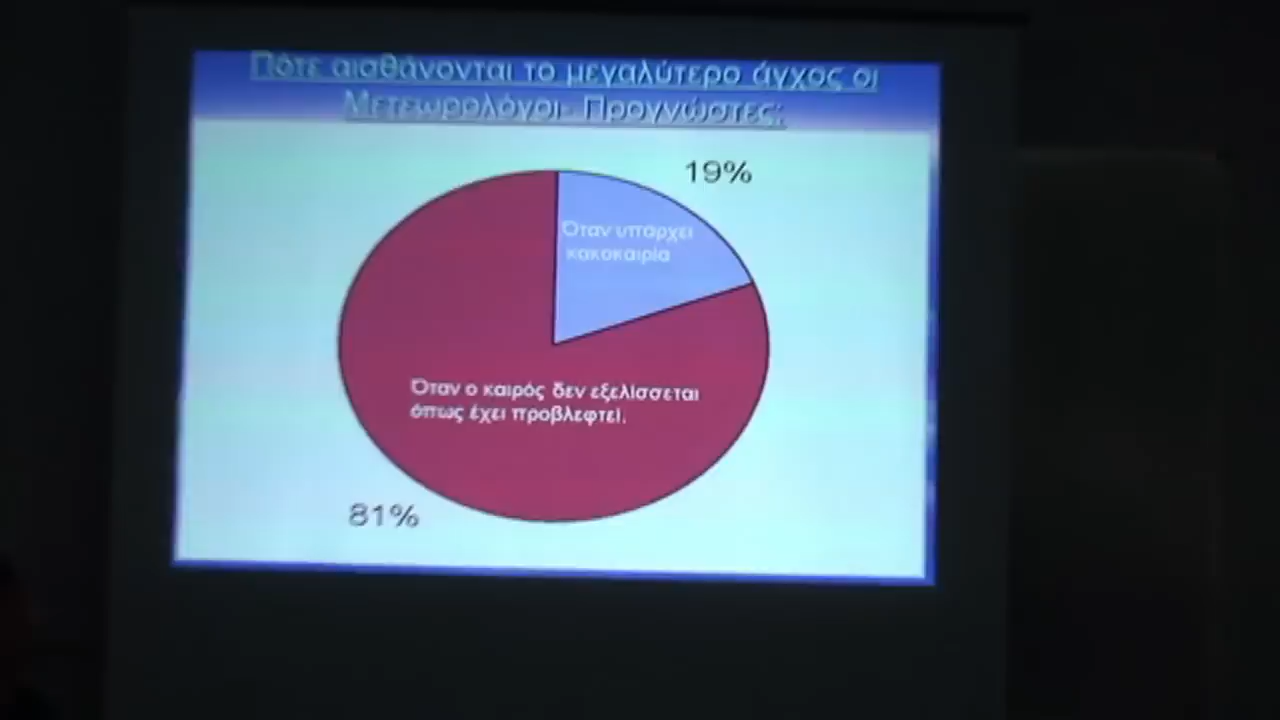 Πότε αισθάνονται το μεγαλύτερο άγχος οι
Μετεωρολόγοι- Προγνώστες;
19%
Όταν υπάρχει
κακοκαιρία
Όταν ο καιρός δεν εξελίσσεται
όπως έχει προβλεφτεί.
81%